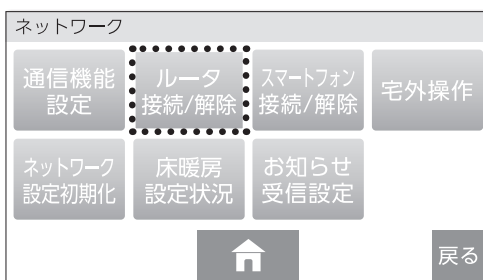 ネットワーク
通信機能
設定
ルータ
接続/解除
スマートフォン
接続/解除
宅外操作
ネットワーク
設定初期化
床暖房
設定状況
お知らせ
受信設定
戻る